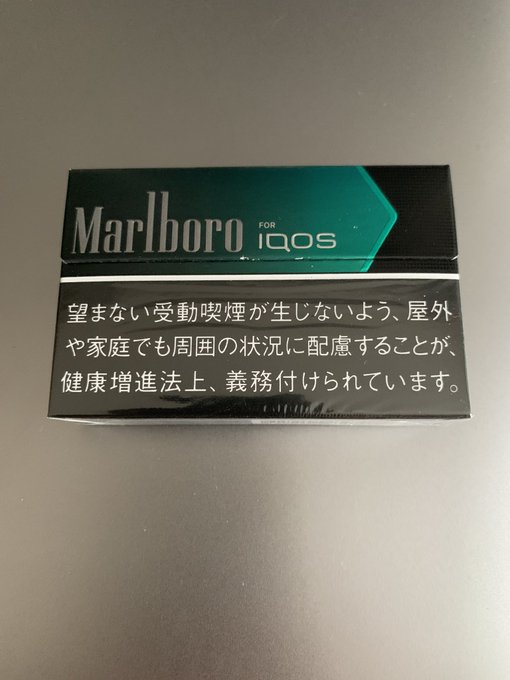 Marlboro FOR IQOS
望まない受動喫煙が生じないよう、屋外
や家庭でも周囲の状況に配慮することが、
健康増進法上、義務付けられています。